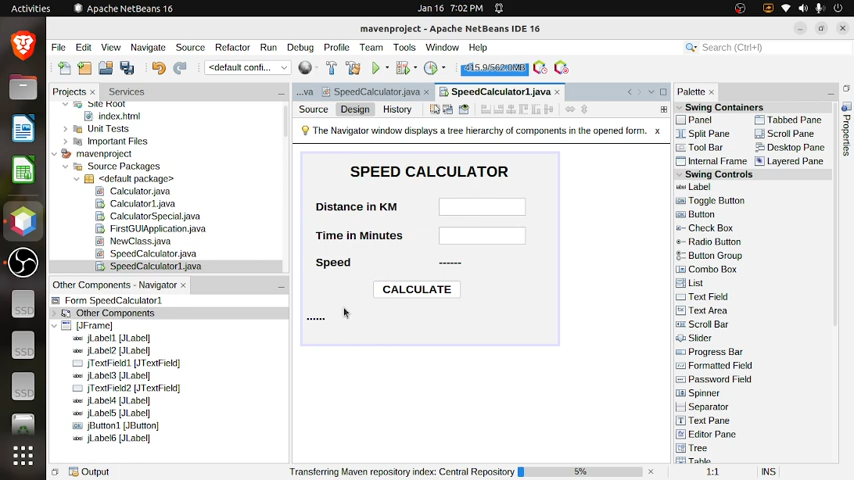 Activities
Apache NetBeans IDE 16
Jan 16 7:02 PM
mavenproject - Apache NetBeans IDE 16
File Edit View Navigate Source Refactor Run Debug Profile Team Tools Window Help
Search (Ctrl+I)
<default confi...
415.9/562.0MB
Projects
Services
...va
SpeedCalculator.java
SpeedCalculator1.java
Palette
Properties
Site Root
index.html
Unit Tests
Important Files
mavenproject
Source Packages
<default package>
Calculator.java
Calculator1.java
CalculatorSpecial.java
FirstGUIApplication.java
NewClass.java
SpeedCalculator.java
SpeedCalculator1.java
Source Design History
The Navigator window displays a tree hierarchy of components in the opened form. x
SPEED CALCULATOR
Distance in KM
Time in Minutes
Speed ------
CALCULATE
......
Other Components - Navigator
Form SpeedCalculator1
Other Components
[JFrame]
jLabel1 [JLabel]
jLabel2 [JLabel]
jTextField1 [JTextField]
jLabel3 [JLabel]
jTextField2 [JTextField]
jLabel4 [JLabel]
jLabel5 [JLabel]
jButton1 [JButton]
jLabel6 [JLabel]
Swing Containers
Panel Tabbed Pane
Split Pane Scroll Pane
Tool Bar Desktop Pane
Internal Frame Layered Pane
Swing Controls
Label
Toggle Button
Button
Check Box
Radio Button
Button Group
Combo Box
List
Text Field
Text Area
Scroll Bar
Slider
Progress Bar
Formatted Field
Password Field
Spinner
Separator
Text Pane
Editor Pane
Tree
Table
SSD
SSD
SSD
Output
Transferring Maven repository index: Central Repository 5%
1:1 INS